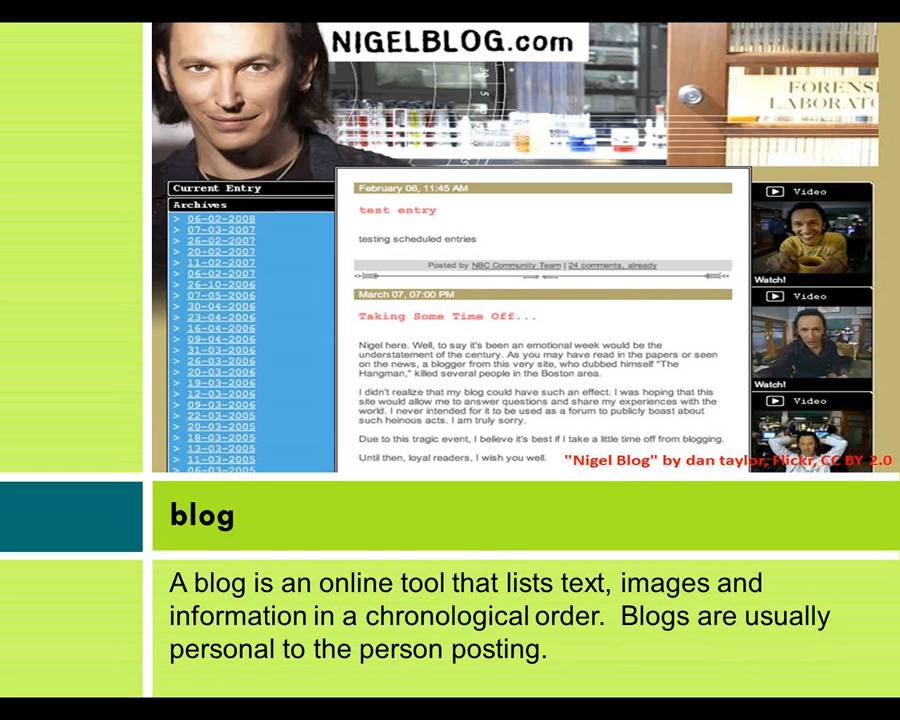 NIGELBLOG.com
FORENS
LABORATO
Current Entry
Archives
> 06-02-2008
> 07-03-2007
> 26-02-2007
> 20-02-2007
> 11-02-2007
> 06-02-2007
> 26-10-2006
> 07-05-2006
> 30-04-2006
> 23-04-2006
> 16-04-2006
> 09-04-2006
> 31-03-2006
> 26-03-2006
> 20-03-2006
> 19-03-2006
> 12-03-2006
> 09-03-2006
> 22-03-2005
> 20-03-2005
> 18-03-2005
> 13-03-2005
> 11-03-2005
> 06-03-2005
February 06, 11:45 AM
test entry
testing scheduled entries
Posted by NBC Community Team | 24 comments, already
March 07, 07:00 PM
Taking Some Time Off...
Nigel here. Well, to say it's been an emotional week would be the
understatement of the century. As you may have read in the papers or seen
on the news, a blogger from this very site, who dubbed himself "The
Hangman," killed several people in the Boston area.
I didn't realize that my blog could have such an effect. I was hoping that this
site would allow me to answer questions and share my experiences with the
world. I never intended for it to be used as a forum to publicly boast about
such heinous acts. I am truly sorry.
Due to this tragic event, I believe it's best if I take a little time off from blogging.
Until then, loyal readers, I wish you well.
Video
Watch!
Video
Watch!
Video
"Nigel Blog" by dan taylor, Flickr, CC BY 2.0
blog
A blog is an online tool that lists text, images and
information in a chronological order. Blogs are usually
personal to the person posting.